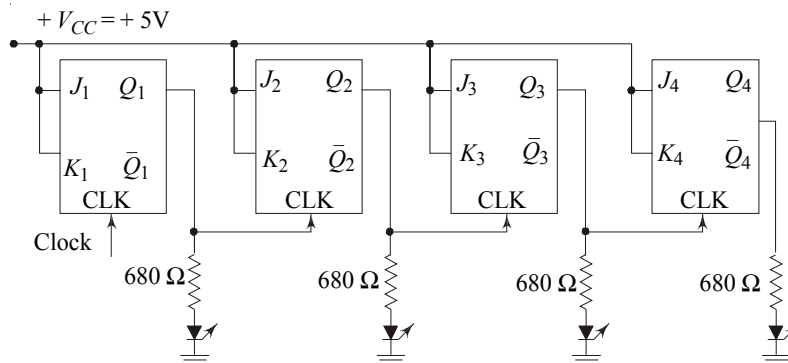 + V_CC = + 5V
J₁ Q₁ J₂ Q₂ J₃ Q₃ J₄ Q₄
K₁ Q̄₁ K₂ Q̄₂ K₃ Q̄₃ K₄ Q̄₄
CLK CLK CLK CLK
Clock
680 Ω 680 Ω 680 Ω 680 Ω